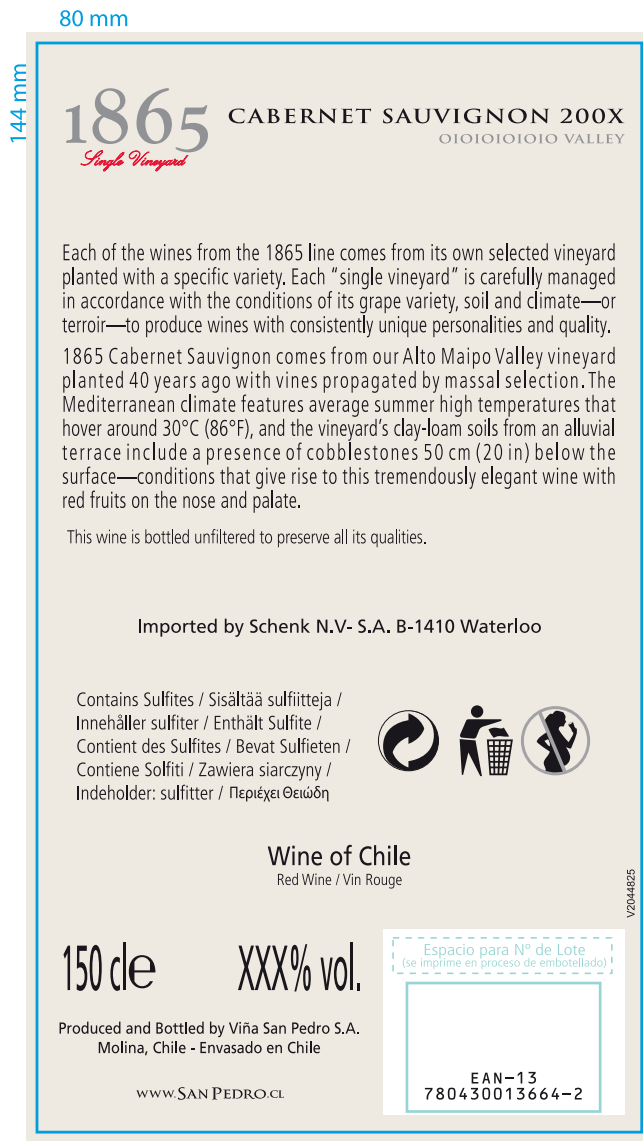 80 mm
144 mm
1865
Single Vineyard
CABERNET SAUVIGNON 200X
OIOIOIOIOIO VALLEY
Each of the wines from the 1865 line comes from its own selected vineyard
planted with a specific variety. Each “single vineyard” is carefully managed
in accordance with the conditions of its grape variety, soil and climate—or
terroir—to produce wines with consistently unique personalities and quality.
1865 Cabernet Sauvignon comes from our Alto Maipo Valley vineyard
planted 40 years ago with vines propagated by massal selection. The
Mediterranean climate features average summer high temperatures that
hover around 30°C (86°F), and the vineyard’s clay-loam soils from an alluvial
terrace include a presence of cobblestones 50 cm (20 in) below the
surface—conditions that give rise to this tremendously elegant wine with
red fruits on the nose and palate.
This wine is bottled unfiltered to preserve all its qualities.
Imported by Schenk N.V- S.A. B-1410 Waterloo
Contains Sulfites / Sisältää sulfiitteja /
Innehåller sulfiter / Enthält Sulfite /
Contient des Sulfites / Bevat Sulfieten /
Contiene Solfiti / Zawiera siarczyny /
Indeholder: sulfitter / Περιέχει Θειώδη
Wine of Chile
Red Wine / Vin Rouge
V2044825
150 cl℮
XXX% vol.
Espacio para Nº de Lote
(se imprime en proceso de embotellado)
Produced and Bottled by Viña San Pedro S.A.
Molina, Chile - Envasado en Chile
WWW.SAN PEDRO.CL
EAN-13
780430013664-2